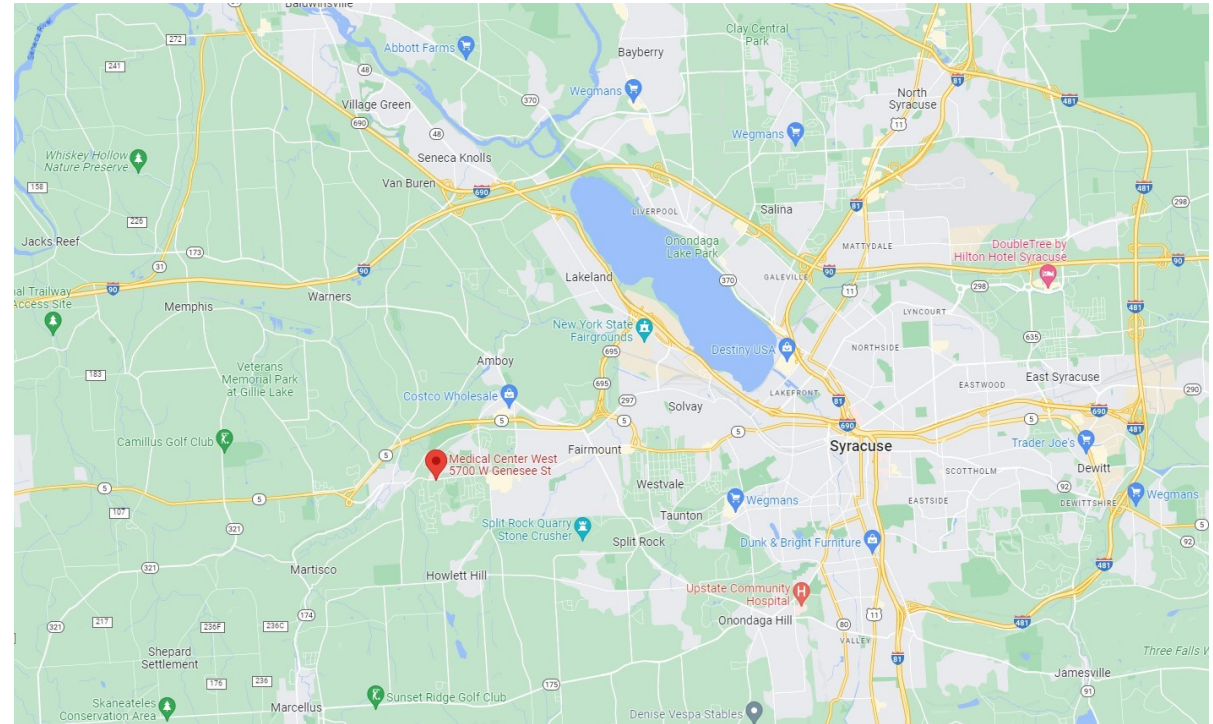 Baldwinsville
Seneca River
272
Abbott Farms
Bayberry
Clay Central
Park
241
48
370
Wegmans
81
481
Village Green
North
Syracuse
11
690
48
Wegmans
Whiskey Hollow
Nature Preserve
Seneca Knolls
Van Buren
690
158
481
298
226
LIVERPOOL
Salina
81
Jacks Reef
173
Onondaga
Lake Park
MATTYDALE
DoubleTree by
Hilton Hotel Syracuse
31
90
Lakeland
370
GALEVILLE
90
90
298
al Trailway
Access Site
90
Memphis
Warners
11
481
New York State
Fairgrounds
LYNCOURT
635
695
Destiny USA
NORTHSIDE
Amboy
183
Veterans
Memorial Park
at Gillie Lake
695
EASTWOOD
East Syracuse
290
Costco Wholesale
297
Solvay
LAKEFRONT
81
690
5
5
5
690
5
481
Camillus Golf Club
5
Fairmount
Syracuse
Trader Joe's
Medical Center West
5700 W Genesee St
SCOTTHOLM
Dewitt
5
5
Westvale
92
107
Wegmans
EASTSIDE
DEWITTSHIRE
Wegmans
321
Split Rock Quarry
Stone Crusher
Taunton
5
Split Rock
Dunk & Bright Furniture
92
321
Martisco
Howlett Hill
481
Upstate Community
Hospital
174
11
321
217
236F
236C
Onondaga Hill
80
481
VALLEY
Shepard
Settlement
81
Three Falls W
176
236
175
Jamesville
Skaneateles
Conservation Area
Marcellus
Sunset Ridge Golf Club
91
Denise Vespa Stables